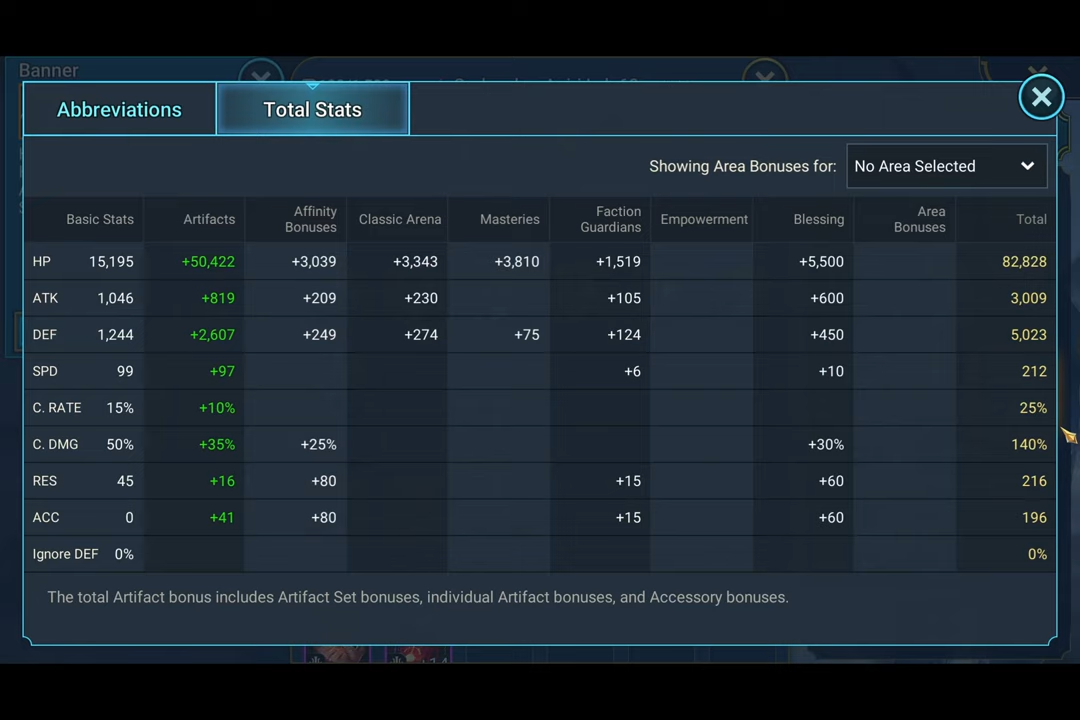 Banner
Abbreviations
Total Stats
Showing Area Bonuses for:
No Area Selected
Basic Stats Artifacts Affinity Bonuses Classic Arena Masteries Faction Guardians Empowerment Blessing Area Bonuses Total
HP 15,195 +50,422 +3,039 +3,343 +3,810 +1,519 +5,500 82,828
ATK 1,046 +819 +209 +230 +105 +600 3,009
DEF 1,244 +2,607 +249 +274 +75 +124 +450 5,023
SPD 99 +97 +6 +10 212
C. RATE 15% +10% 25%
C. DMG 50% +35% +25% +30% 140%
RES 45 +16 +80 +15 +60 216
ACC 0 +41 +80 +15 +60 196
Ignore DEF 0% 0%
The total Artifact bonus includes Artifact Set bonuses, individual Artifact bonuses, and Accessory bonuses.